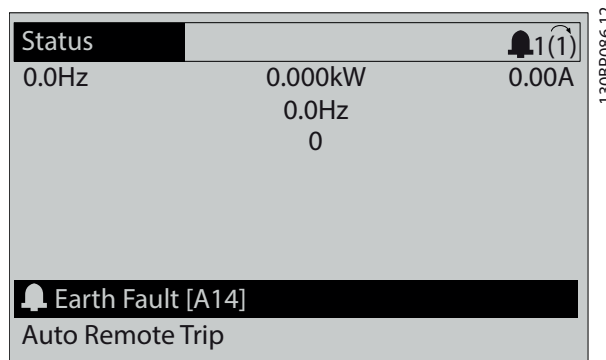 Status 1(1)
0.0Hz 0.000kW 0.00A
0.0Hz
0
Earth Fault [A14]
Auto Remote Trip
130BP086.12